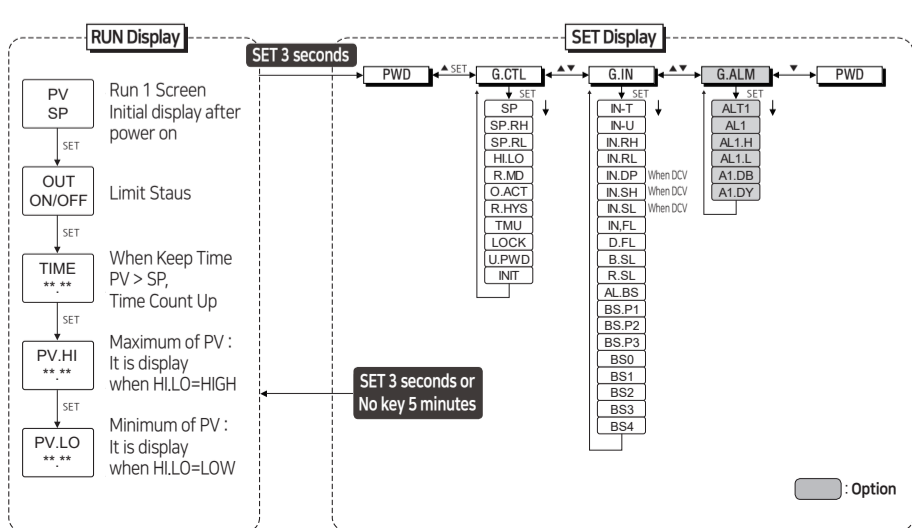 RUN Display
SET 3 seconds
SET Display
PV
SP
Run 1 Screen
Initial display after
power on
SET
OUT
ON/OFF
Limit Staus
SET
TIME
**.**
When Keep Time
PV > SP,
Time Count Up
SET
PV.HI
**.**
Maximum of PV :
It is display
when HI.LO=HIGH
SET
PV.LO
**.**
Minimum of PV :
It is display
when HI.LO=LOW
SET 3 seconds or
No key 5 minutes
PWD
▲ SET
G.CTL
▲▼
G.IN
▲▼
G.ALM
▼
PWD
SET
SP
SP.RH
SP.RL
HI.LO
R.MD
O.ACT
R.HYS
TMU
LOCK
U.PWD
INIT
SET
IN-T
IN-U
IN.RH
IN.RL
IN.DP When DCV
IN.SH When DCV
IN.SL When DCV
IN,FL
D.FL
B.SL
R.SL
AL.BS
BS.P1
BS.P2
BS.P3
BS0
BS1
BS2
BS3
BS4
SET
ALT1
AL1
AL1.H
AL1.L
A1.DB
A1.DY
: Option